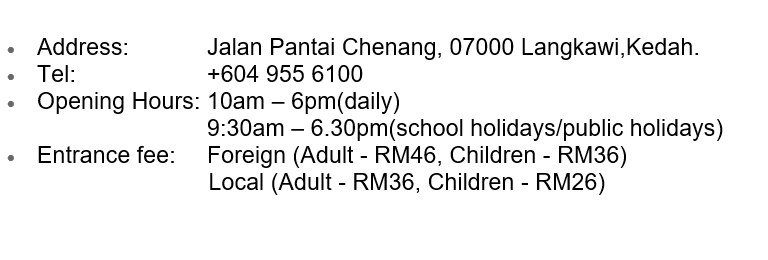 • Address: Jalan Pantai Chenang, 07000 Langkawi,Kedah.
• Tel: +604 955 6100
• Opening Hours: 10am – 6pm(daily)
9:30am – 6.30pm(school holidays/public holidays)
• Entrance fee: Foreign (Adult - RM46, Children - RM36)
Local (Adult - RM36, Children - RM26)